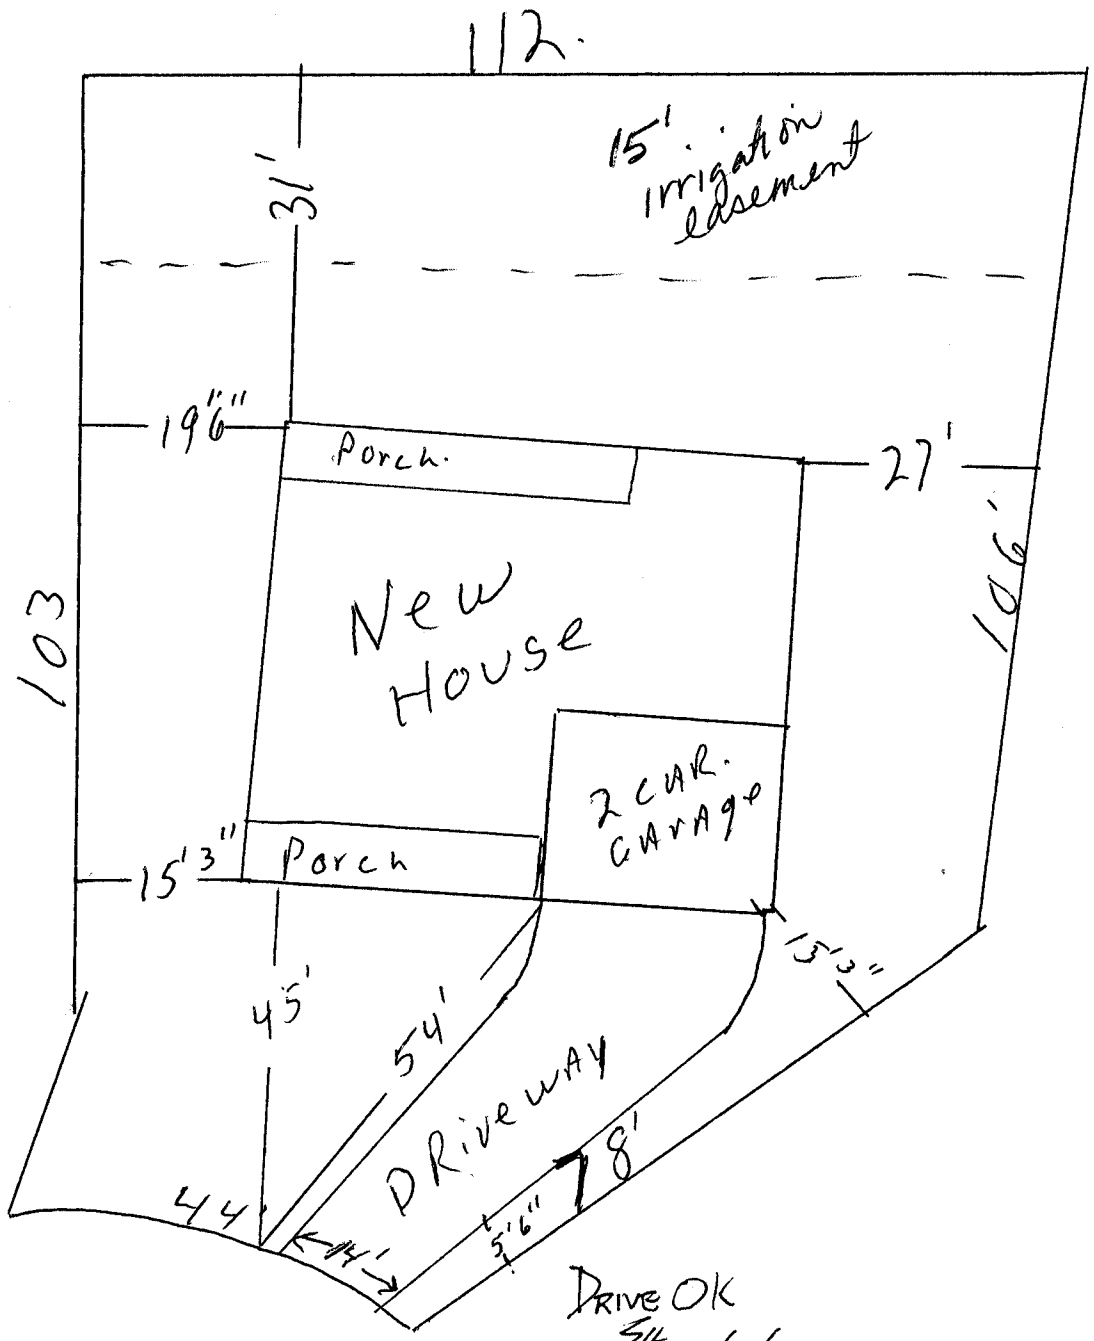 112.
15'
irrigation
easement
31'
19'6"
Porch.
27'
New
House
103
106'
2 CAR.
GArAge
15'3"
Porch
15'3"
45'
54'
DRiveWAY
78'
44'
14'
5'6"
DRIVE OK